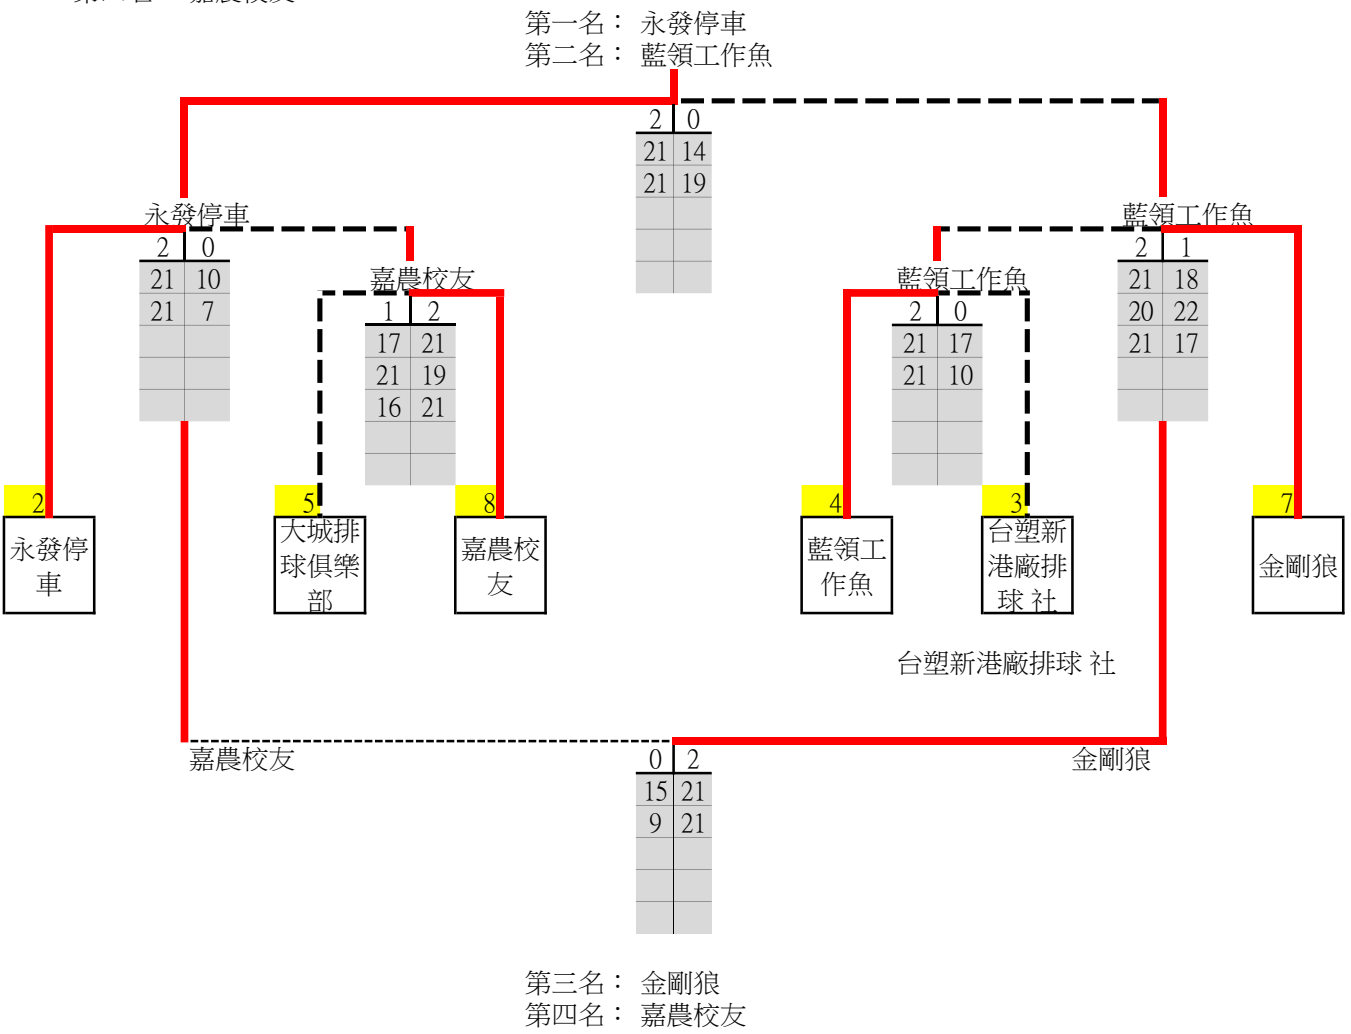 嘉農校友
第一名： 永發停車
第二名： 藍領工作魚
2 0
21 14
21 19
永發停車
藍領工作魚
2 0
21 10
21 7
2 1
21 18
20 22
21 17
嘉農校友
藍領工作魚
1 2
17 21
21 19
16 21
2 0
21 17
21 10
2
5
8
4
3
7
永發停
車
大城排
球俱樂
部
嘉農校
友
藍領工
作魚
台塑新
港廠排
球 社
金剛狼
台塑新港廠排球 社
嘉農校友
金剛狼
0 2
15 21
9 21
第三名： 金剛狼
第四名： 嘉農校友